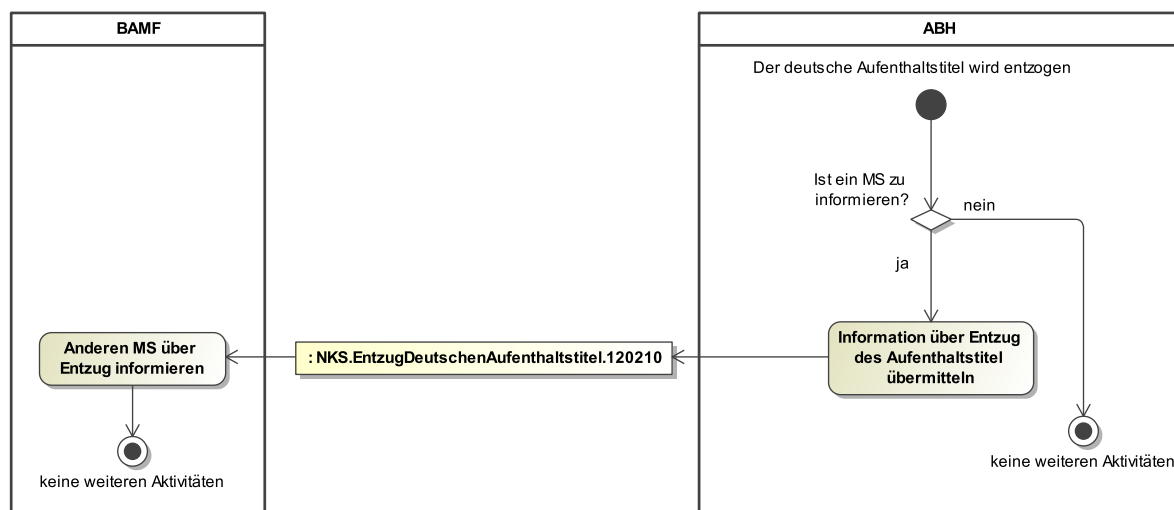 BAMF
ABH
Der deutsche Aufenthaltstitel wird entzogen
Ist ein MS zu
informieren?
nein
ja
Information über Entzug
des Aufenthaltstitel
übermitteln
: NKS.EntzugDeutschenAufenthaltstitel.120210
Anderen MS über
Entzug informieren
keine weiteren Aktivitäten
keine weiteren Aktivitäten